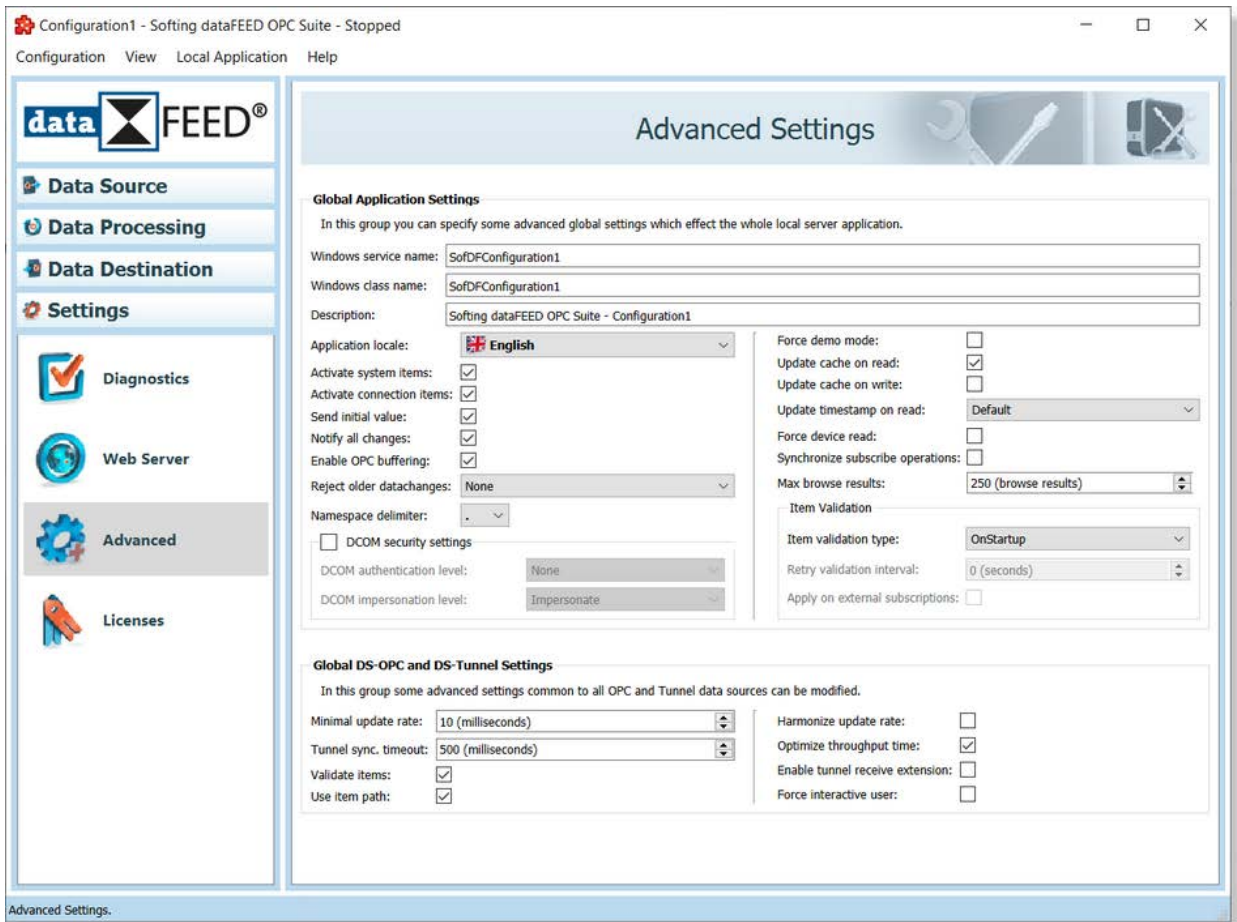 Configuration1 - Softing dataFEED OPC Suite - Stopped
Configuration View Local Application Help
data FEED®
Data Source
Data Processing
Data Destination
Settings
Diagnostics
Web Server
Advanced
Licenses
Advanced Settings
Global Application Settings
In this group you can specify some advanced global settings which effect the whole local server application.
Windows service name: SofDFConfiguration1
Windows class name: SofDFConfiguration1
Description: Softing dataFEED OPC Suite - Configuration1
Application locale: English
Activate system items:
Activate connection items:
Send initial value:
Notify all changes:
Enable OPC buffering:
Reject older datachanges: None
Namespace delimiter: .
DCOM security settings
DCOM authentication level: None
DCOM impersonation level: Impersonate
Force demo mode:
Update cache on read:
Update cache on write:
Update timestamp on read: Default
Force device read:
Synchronize subscribe operations:
Max browse results: 250 (browse results)
Item Validation
Item validation type: OnStartup
Retry validation interval: 0 (seconds)
Apply on external subscriptions:
Global DS-OPC and DS-Tunnel Settings
In this group some advanced settings common to all OPC and Tunnel data sources can be modified.
Minimal update rate: 10 (milliseconds)
Tunnel sync. timeout: 500 (milliseconds)
Validate items:
Use item path:
Harmonize update rate:
Optimize throughput time:
Enable tunnel receive extension:
Force interactive user:
Advanced Settings.